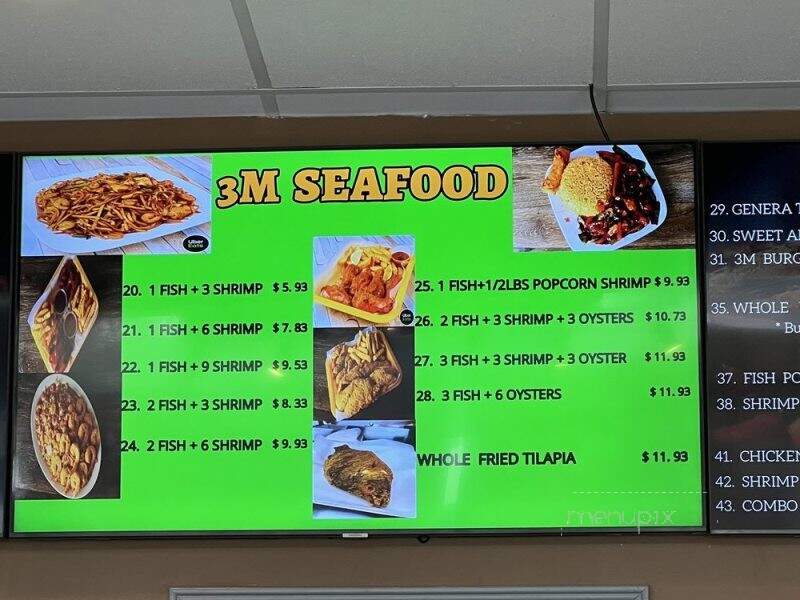 3M SEAFOOD
Uber Eats
20. 1 FISH + 3 SHRIMP $5.93
21. 1 FISH + 6 SHRIMP $7.83
22. 1 FISH + 9 SHRIMP $9.53
23. 2 FISH + 3 SHRIMP $8.33
24. 2 FISH + 6 SHRIMP $9.93
25. 1 FISH+1/2LBS POPCORN SHRIMP $9.93
26. 2 FISH + 3 SHRIMP + 3 OYSTERS $10.73
27. 3 FISH + 3 SHRIMP + 3 OYSTER $11.93
28. 3 FISH + 6 OYSTERS $11.93
WHOLE FRIED TILAPIA $11.93
29. GENERA
30. SWEET
31. 3M BURG
35. WHOLE
* Bu
37. FISH PO
38. SHRIMP
41. CHICKEN
42. SHRIMP
43. COMBO
menupix